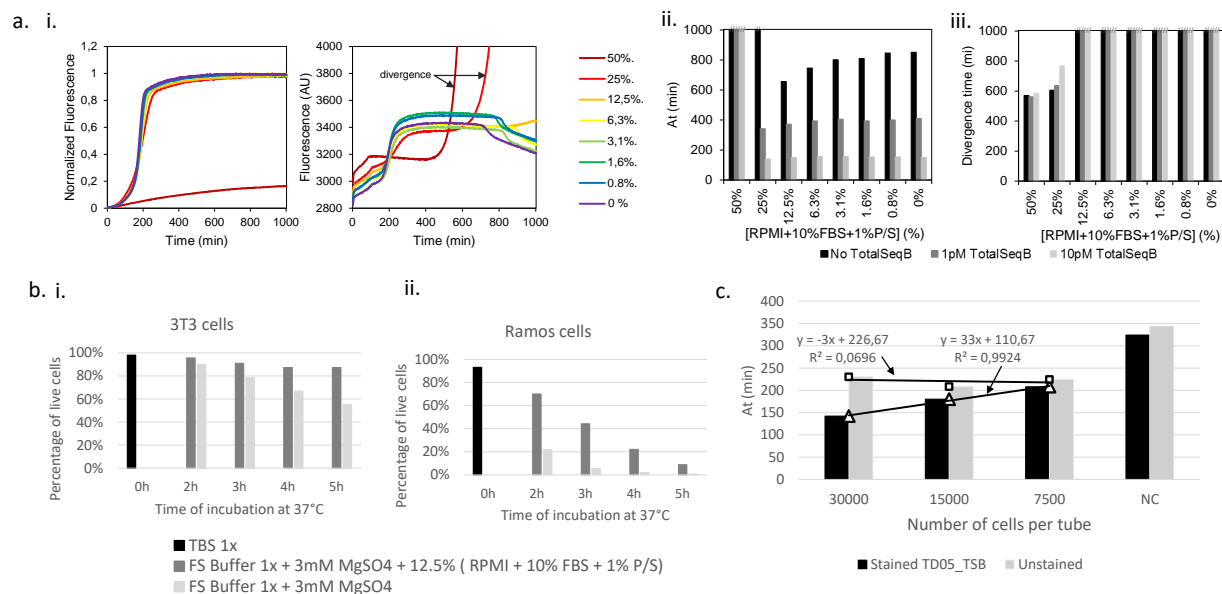 a.
i.
Normalized Fluorescence
1,2
1
0,8
0,6
0,4
0,2
0
0 200 400 600 800 1000
Time (min)
Fluorescence (AU)
4000
3800
3600
3400
3200
3000
2800
divergence
0 200 400 600 800 1000
Time (min)
50%.
25%.
12,5%.
6,3%.
3,1%.
1,6%.
0.8%.
0 %
ii.
At (min)
1000
800
600
400
200
0
50% 25% 12.5% 6.3% 3.1% 1.6% 0.8% 0%
[RPMI+10%FBS+1%P/S] (%)
iii.
Divergence time (mi)
1000
800
600
400
200
0
50% 25% 12.5% 6.3% 3.1% 1.6% 0.8% 0%
[RPMI+10%FBS+1%P/S] (%)
No TotalSeqB 1pM TotalSeqB 10pM TotalSeqB
b.
i.
3T3 cells
Percentage of live cells
100%
80%
60%
40%
20%
0%
0h 2h 3h 4h 5h
Time of incubation at 37°C
ii.
Ramos cells
Percentage of live cells
100%
80%
60%
40%
20%
0%
0h 2h 3h 4h 5h
Time of incubation at 37°C
TBS 1x
FS Buffer 1x + 3mM MgSO4 + 12.5% ( RPMI + 10% FBS + 1% P/S)
FS Buffer 1x + 3mM MgSO4
c.
At (min)
400
350
300
250
200
150
100
50
0
y = -3x + 226,67
R² = 0,0696
y = 33x + 110,67
R² = 0,9924
30000 15000 7500 NC
Number of cells per tube
Stained TD05_TSB Unstained